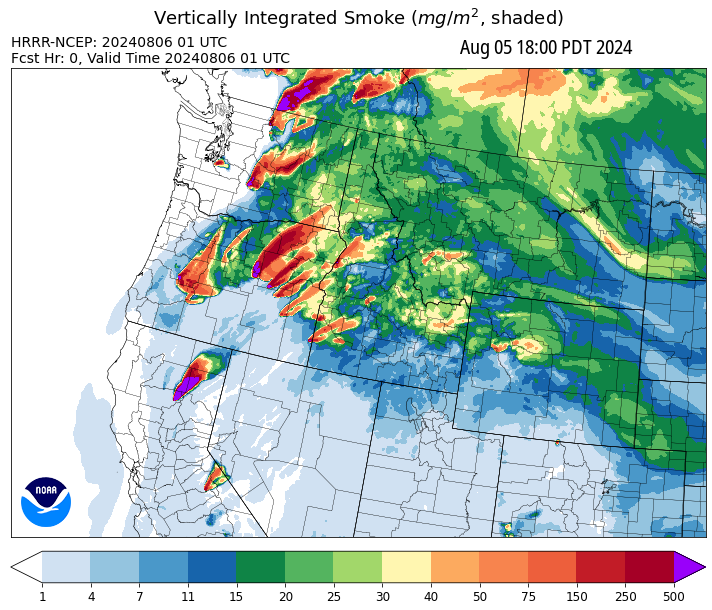 Vertically Integrated Smoke (mg/m², shaded)
HRRR-NCEP: 20240806 01 UTC
Fcst Hr: 0, Valid Time 20240806 01 UTC
Aug 05 18:00 PDT 2024
NOAA
1 4 7 11 15 20 25 30 40 50 75 150 250 500